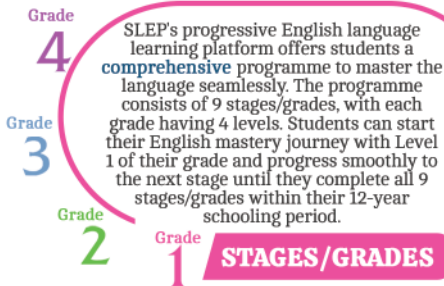 Grade
4
SLEP's progressive English language
learning platform offers students a
comprehensive programme to master the
language seamlessly. The programme
consists of 9 stages/grades, with each
grade having 4 levels. Students can start
their English mastery journey with Level
1 of their grade and progress smoothly to
the next stage until they complete all 9
stages/grades within their 12-year
schooling period.
Grade
3
Grade
2
Grade
1
STAGES/GRADES